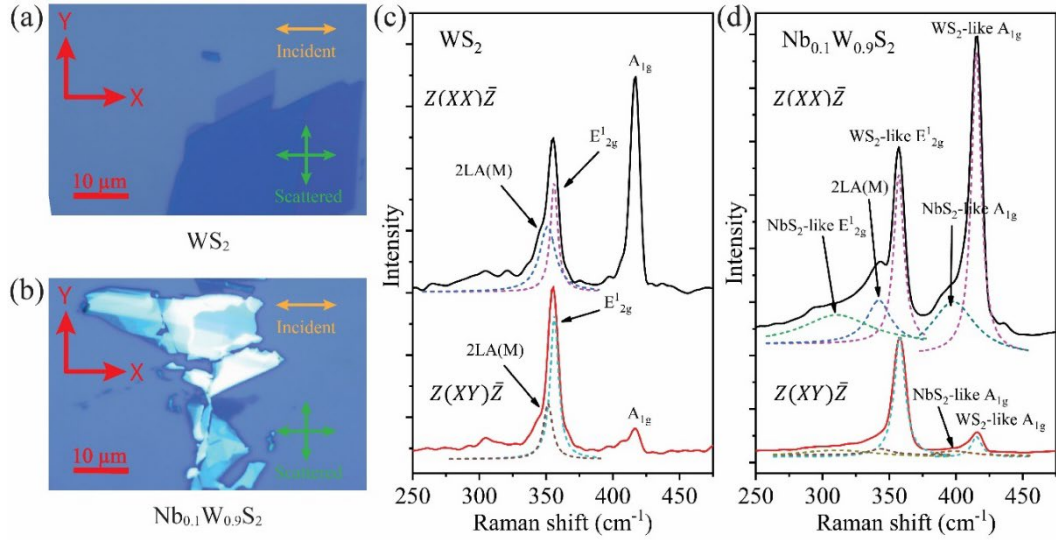 (a)
Y
X
Incident
Scattered
10 μm
WS₂
(b)
Y
X
Incident
Scattered
10 μm
Nb₀.₁W₀.₉S₂
(c)
WS₂
Z(XX)Z̄
A₁g
E¹₂g
2LA(M)
E¹₂g
2LA(M)
Z(XY)Z̄
A₁g
Intensity
250 300 350 400 450
Raman shift (cm⁻¹)
(d)
WS₂-like A₁g
Nb₀.₁W₀.₉S₂
Z(XX)Z̄
WS₂-like E¹₂g
2LA(M)
NbS₂-like A₁g
NbS₂-like E¹₂g
Z(XY)Z̄
NbS₂-like A₁g
WS₂-like A₁g
Intensity
250 300 350 400 450
Raman shift (cm⁻¹)